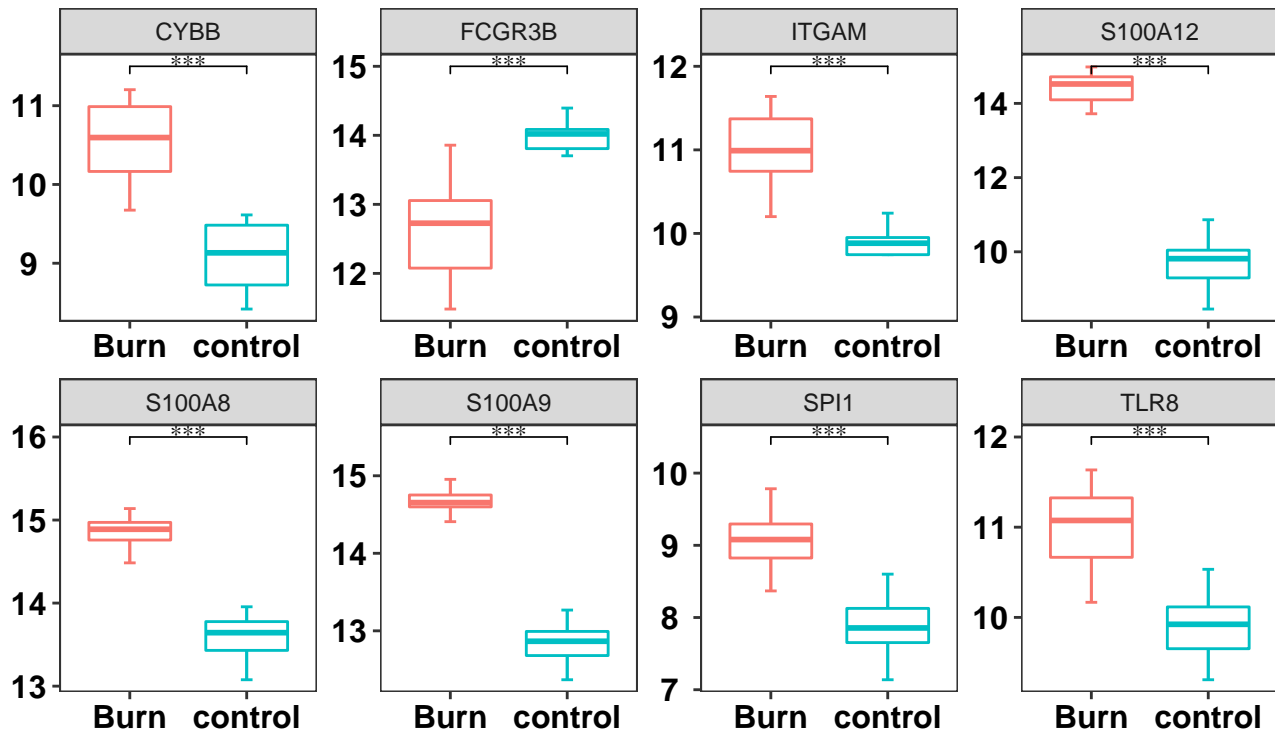 CYBB FCGR3B ITGAM S100A12
*** *** *** ***
11 10 9
15 14 13 12
12 11 10 9
14 12 10
Burn control Burn control Burn control Burn control
S100A8 S100A9 SPI1 TLR8
*** *** *** ***
16 15 14 13
15 14 13
10 9 8 7
12 11 10
Burn control Burn control Burn control Burn control